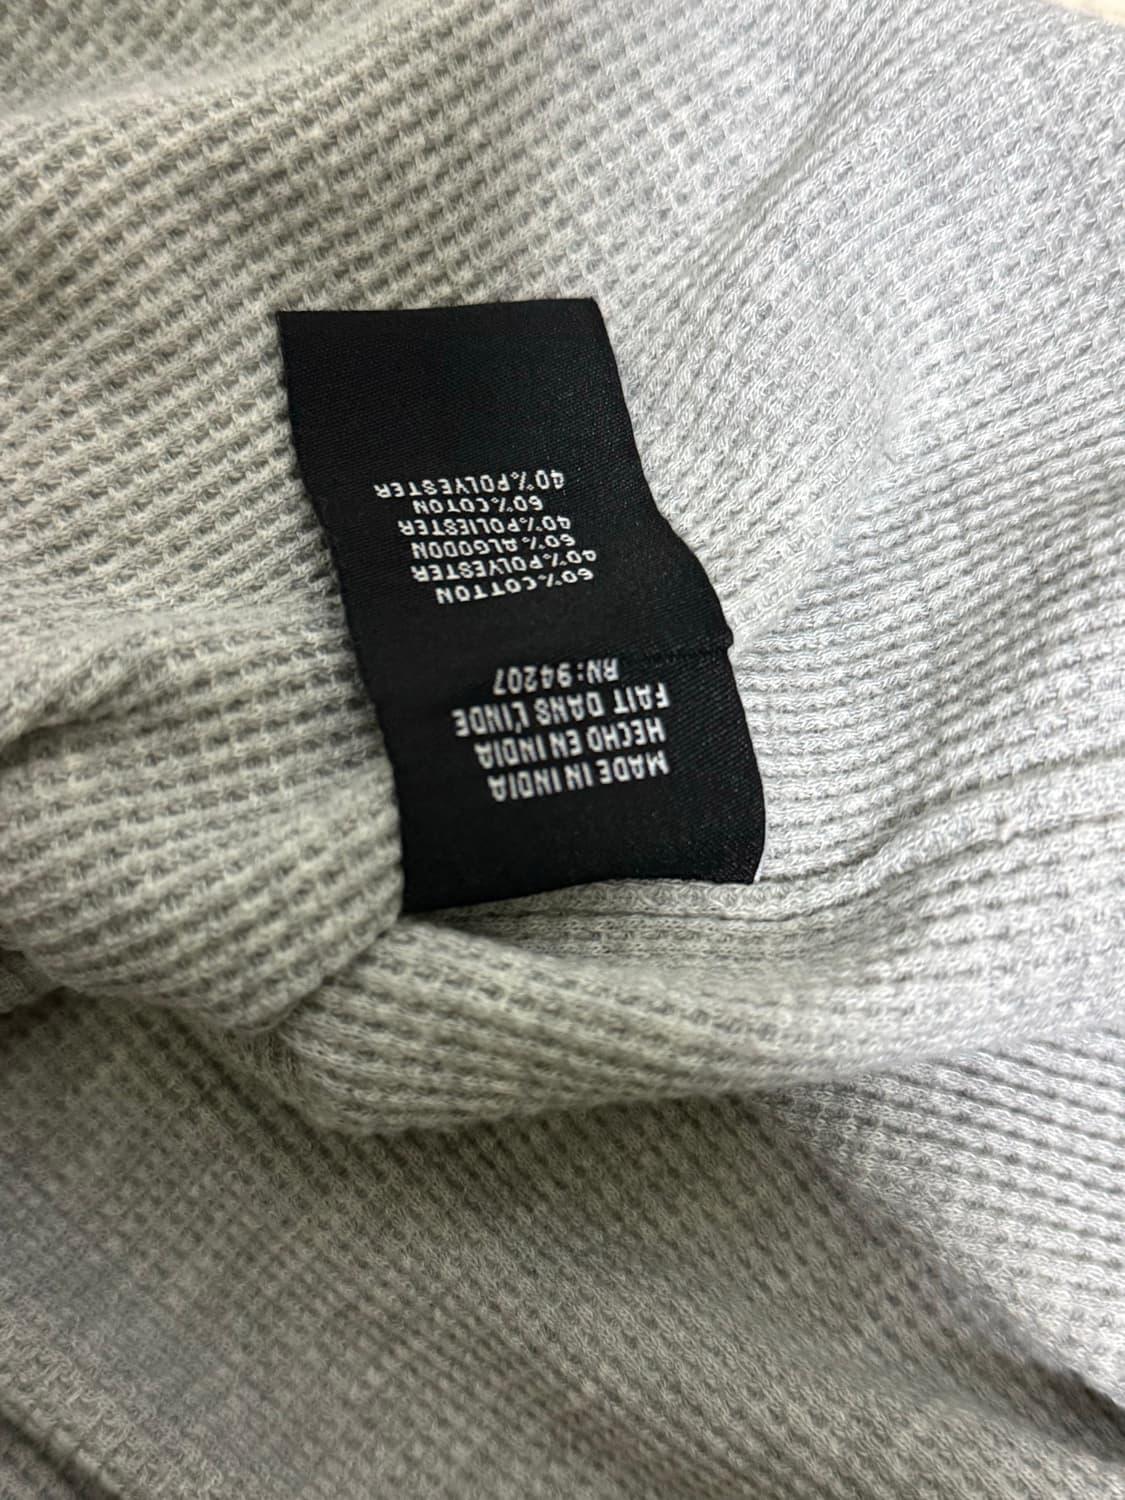 MADE IN INDIA
HECHO EN INDIA
FAIT DANS L'INDE
RN:94207
60%COTTON
40%POLYESTER
60%ALGODON
40%POLIESTER
60%COTON
40%POLYESTER